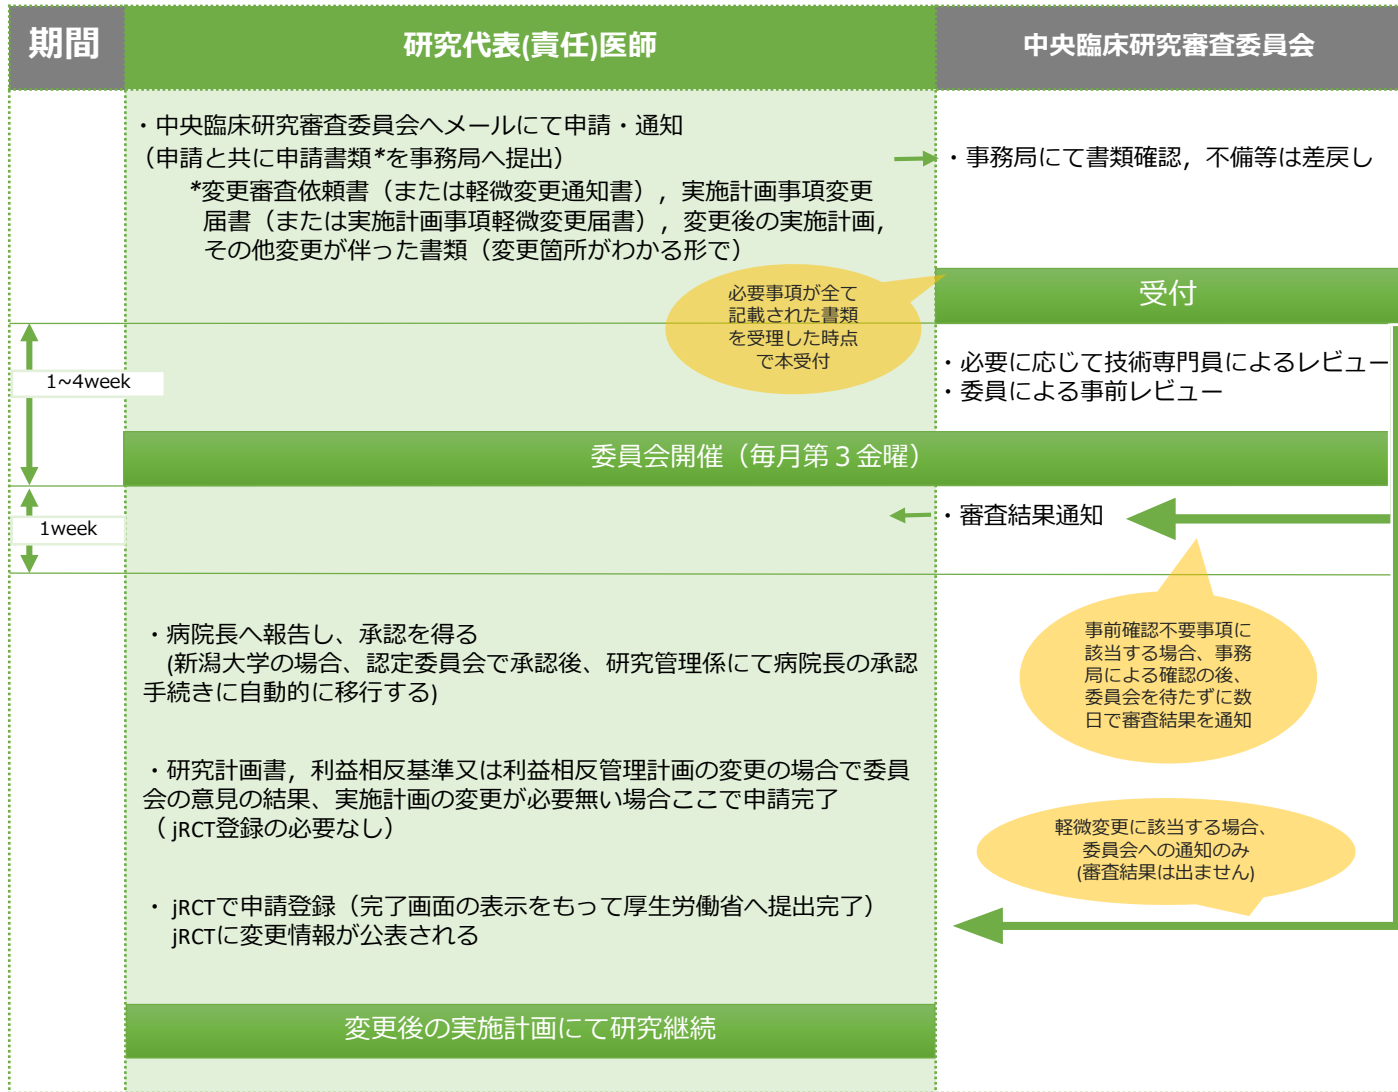 期間
研究代表(責任)医師
中央臨床研究審査委員会
・中央臨床研究審査委員会へメールにて申請・通知
（申請と共に申請書類*を事務局へ提出）
*変更審査依頼書（または軽微変更通知書）, 実施計画事項変更
届書（または実施計画事項軽微変更届書）, 変更後の実施計画,
その他変更が伴った書類（変更箇所がわかる形で）
・事務局にて書類確認, 不備等は差戻し
必要事項が全て
記載された書類
を受理した時点
で本受付
受付
1~4week
・必要に応じて技術専門員によるレビュー
・委員による事前レビュー
委員会開催（毎月第３金曜）
1week
・審査結果通知
事前確認不要事項に
該当する場合、事務
局による確認の後、
委員会を待たずに数
日で審査結果を通知
・病院長へ報告し、承認を得る
(新潟大学の場合、認定委員会で承認後、研究管理係にて病院長の承認
手続きに自動的に移行する)
・研究計画書, 利益相反基準又は利益相反管理計画の変更の場合で委員
会の意見の結果、実施計画の変更が必要無い場合ここで申請完了
（ jRCT登録の必要なし）
軽微変更に該当する場合、
委員会への通知のみ
(審査結果は出ません)
・ jRCTで申請登録（完了画面の表示をもって厚生労働省へ提出完了）
jRCTに変更情報が公表される
変更後の実施計画にて研究継続